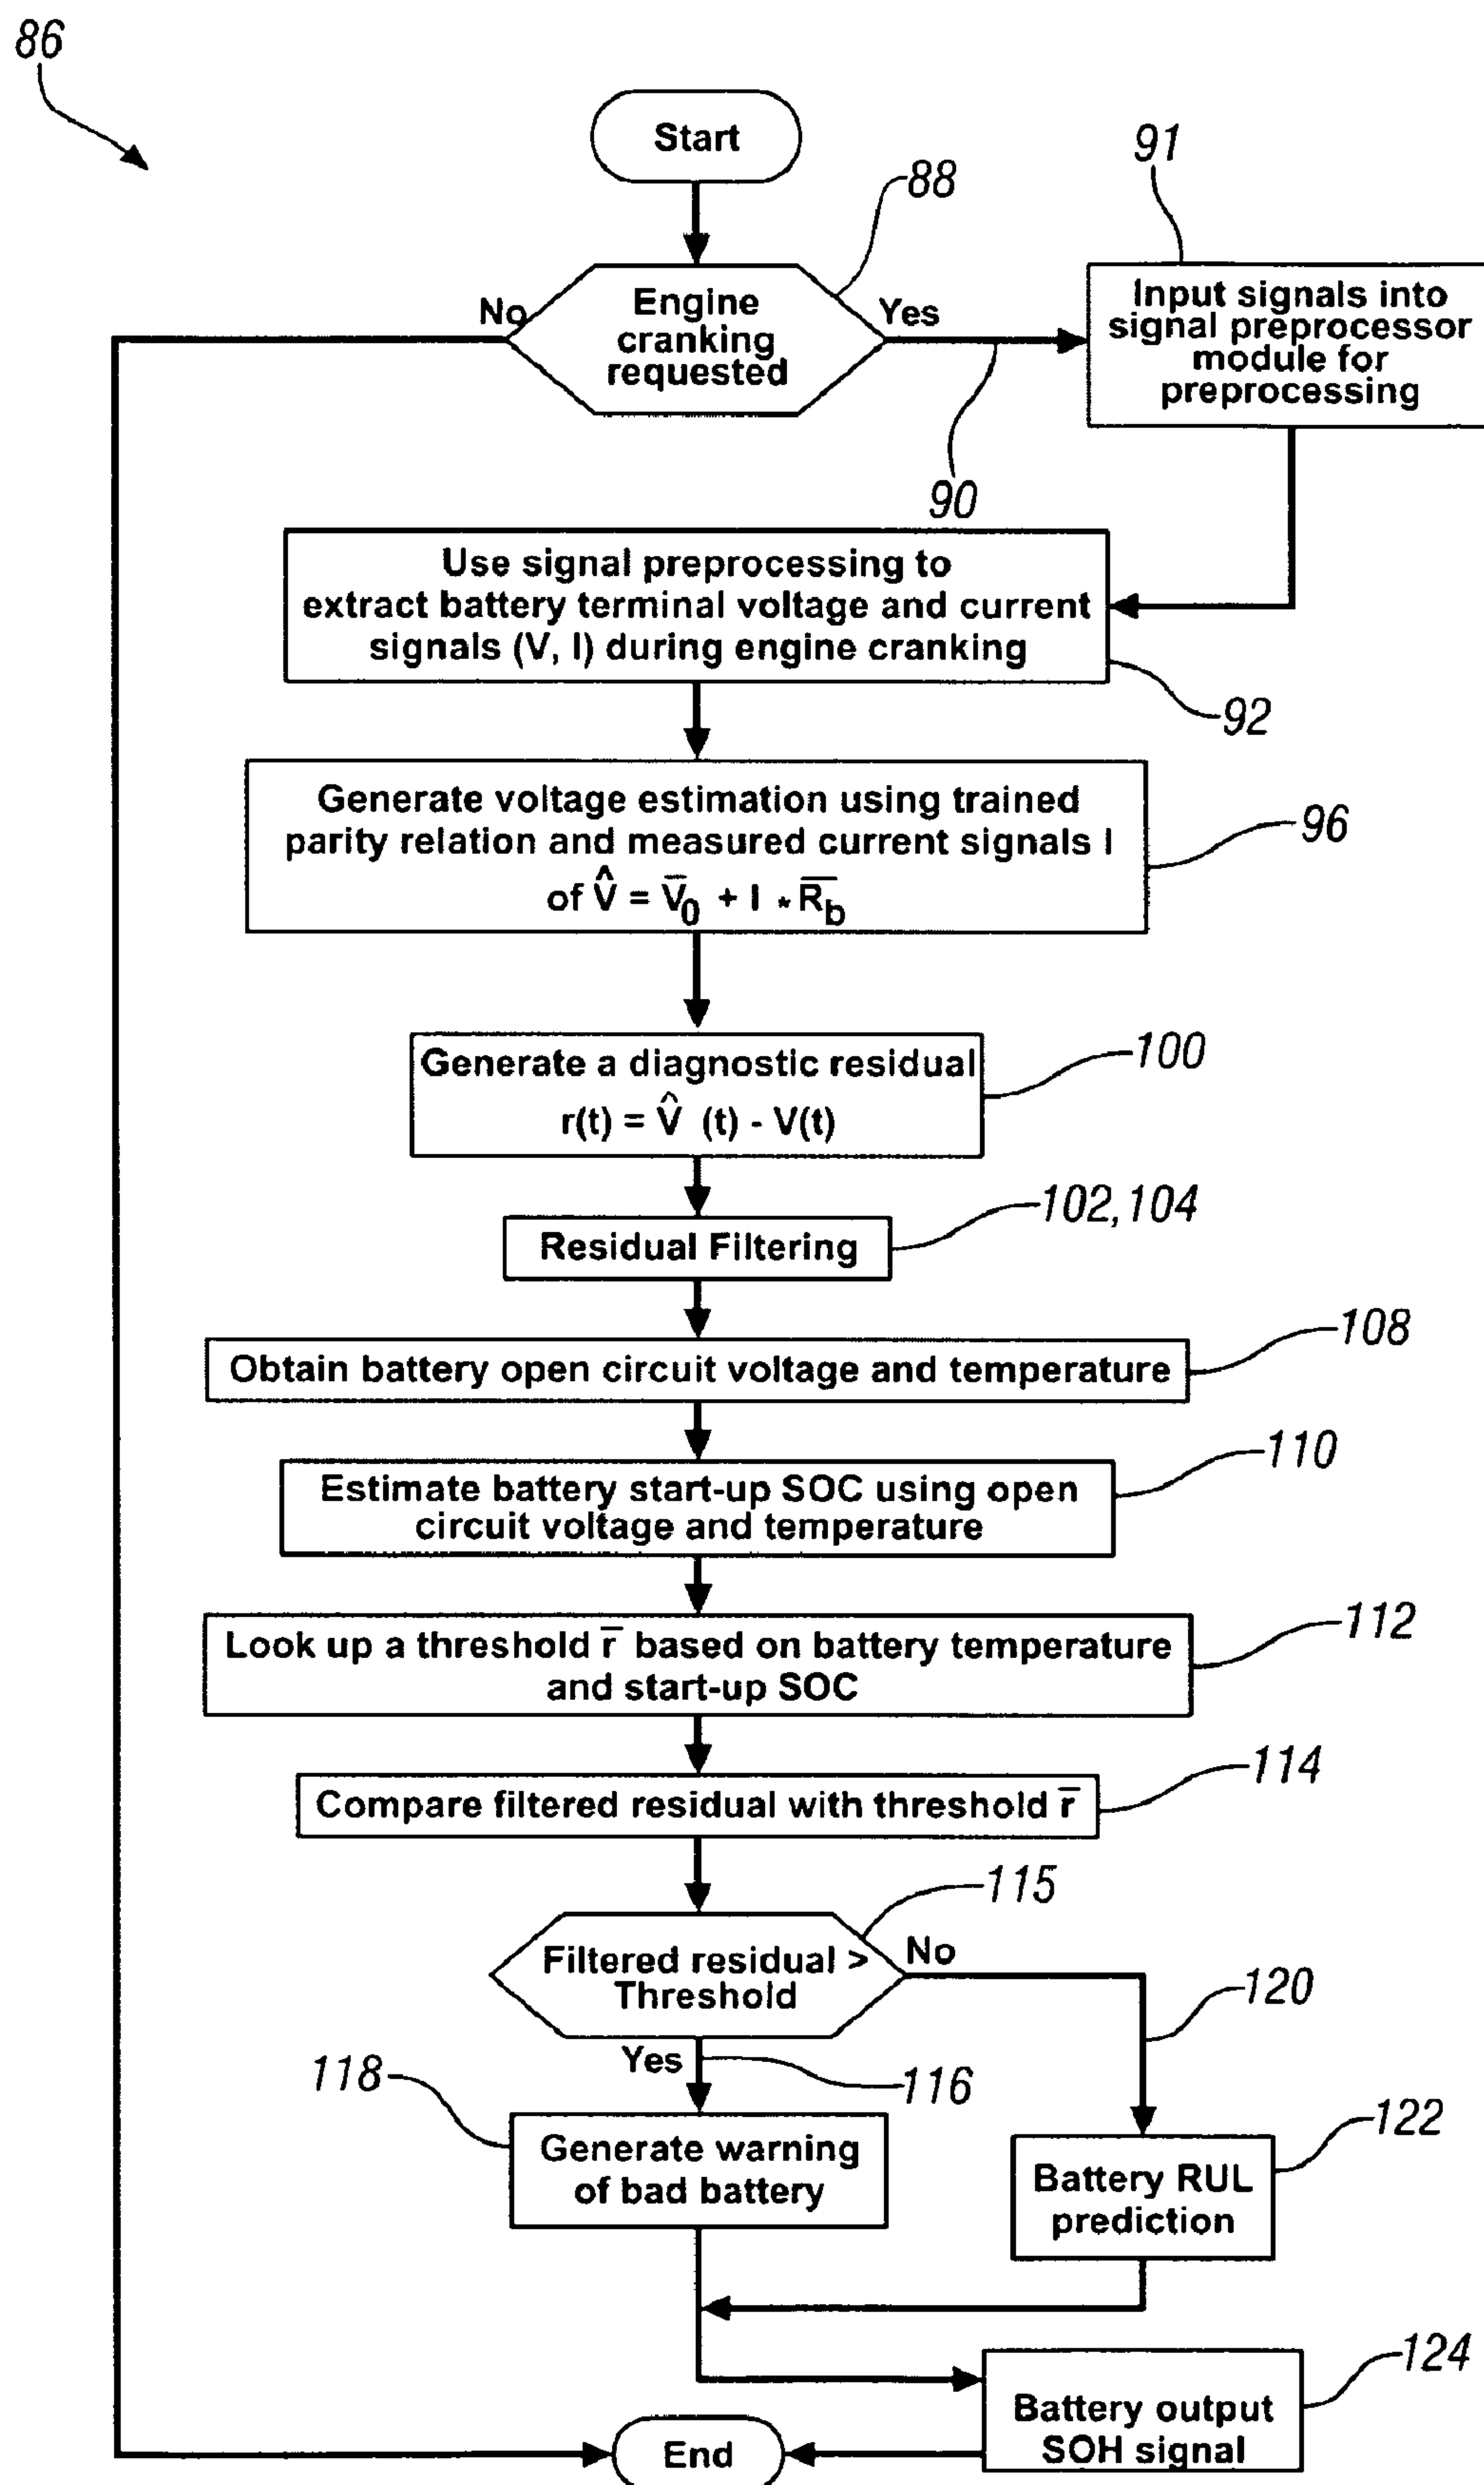 86
Start
88
91
No
Engine
cranking
requested
Yes
Input signals into
signal preprocessor
module for
preprocessing
90
Use signal preprocessing to
extract battery terminal voltage and current
signals (V, I) during engine cranking
92
Generate voltage estimation using trained
parity relation and measured current signals I
of V̂ = V̄₀ + I * R̄b
96
Generate a diagnostic residual
r(t) = V̂ (t) - V(t)
100
Residual Filtering
102,104
Obtain battery open circuit voltage and temperature
108
Estimate battery start-up SOC using open
circuit voltage and temperature
110
Look up a threshold r̄ based on battery temperature
and start-up SOC
112
Compare filtered residual with threshold r̄
114
115
Filtered residual >
Threshold
No
120
Yes
116
118
Generate warning
of bad battery
122
Battery RUL
prediction
124
Battery output
SOH signal
End